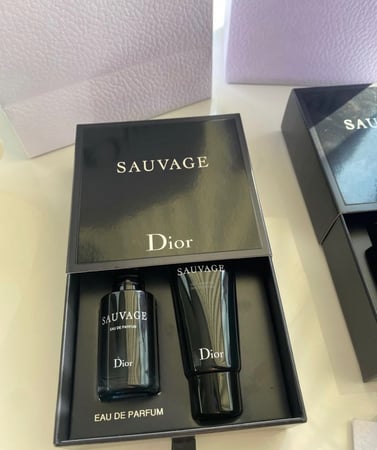 SAUVAGE
Dior
SAUVAGE
EAU DE PARFUM
Dior
EAU DE PARFUM
SAUVAGE
Dior
SAU